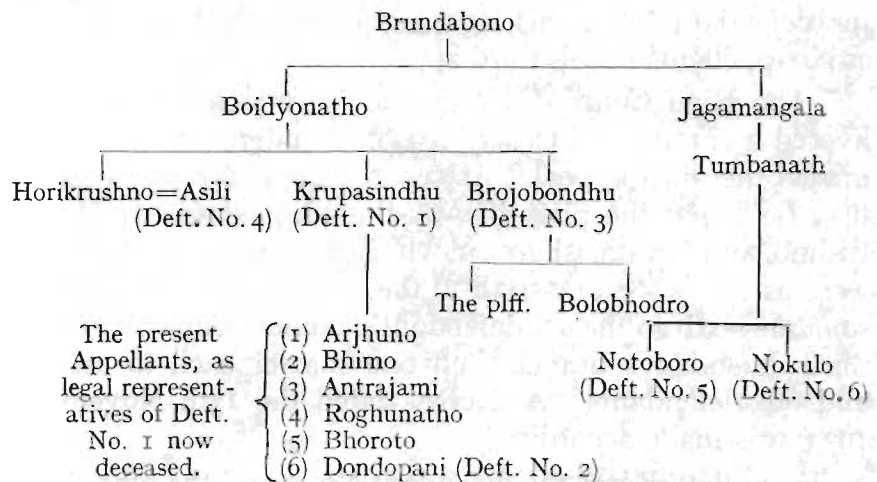 Brundabono
Boidyonatho Jagamangala
Tumbanath
Horikrushno=Asili Krupasindhu Brojobondhu
(Deft. No. 4) (Deft. No. 1) (Deft. No. 3)
The plff. Bolobhodro
The present
Appellants, as
legal represent-
atives of Deft.
No. 1 now
deceased.
(1) Arjhuno
(2) Bhimo
(3) Antrajami
(4) Roghunatho
(5) Bhoroto
(6) Dondopani (Deft. No. 2)
Notoboro Nokulo
(Deft. No. 5) (Deft. No. 6)